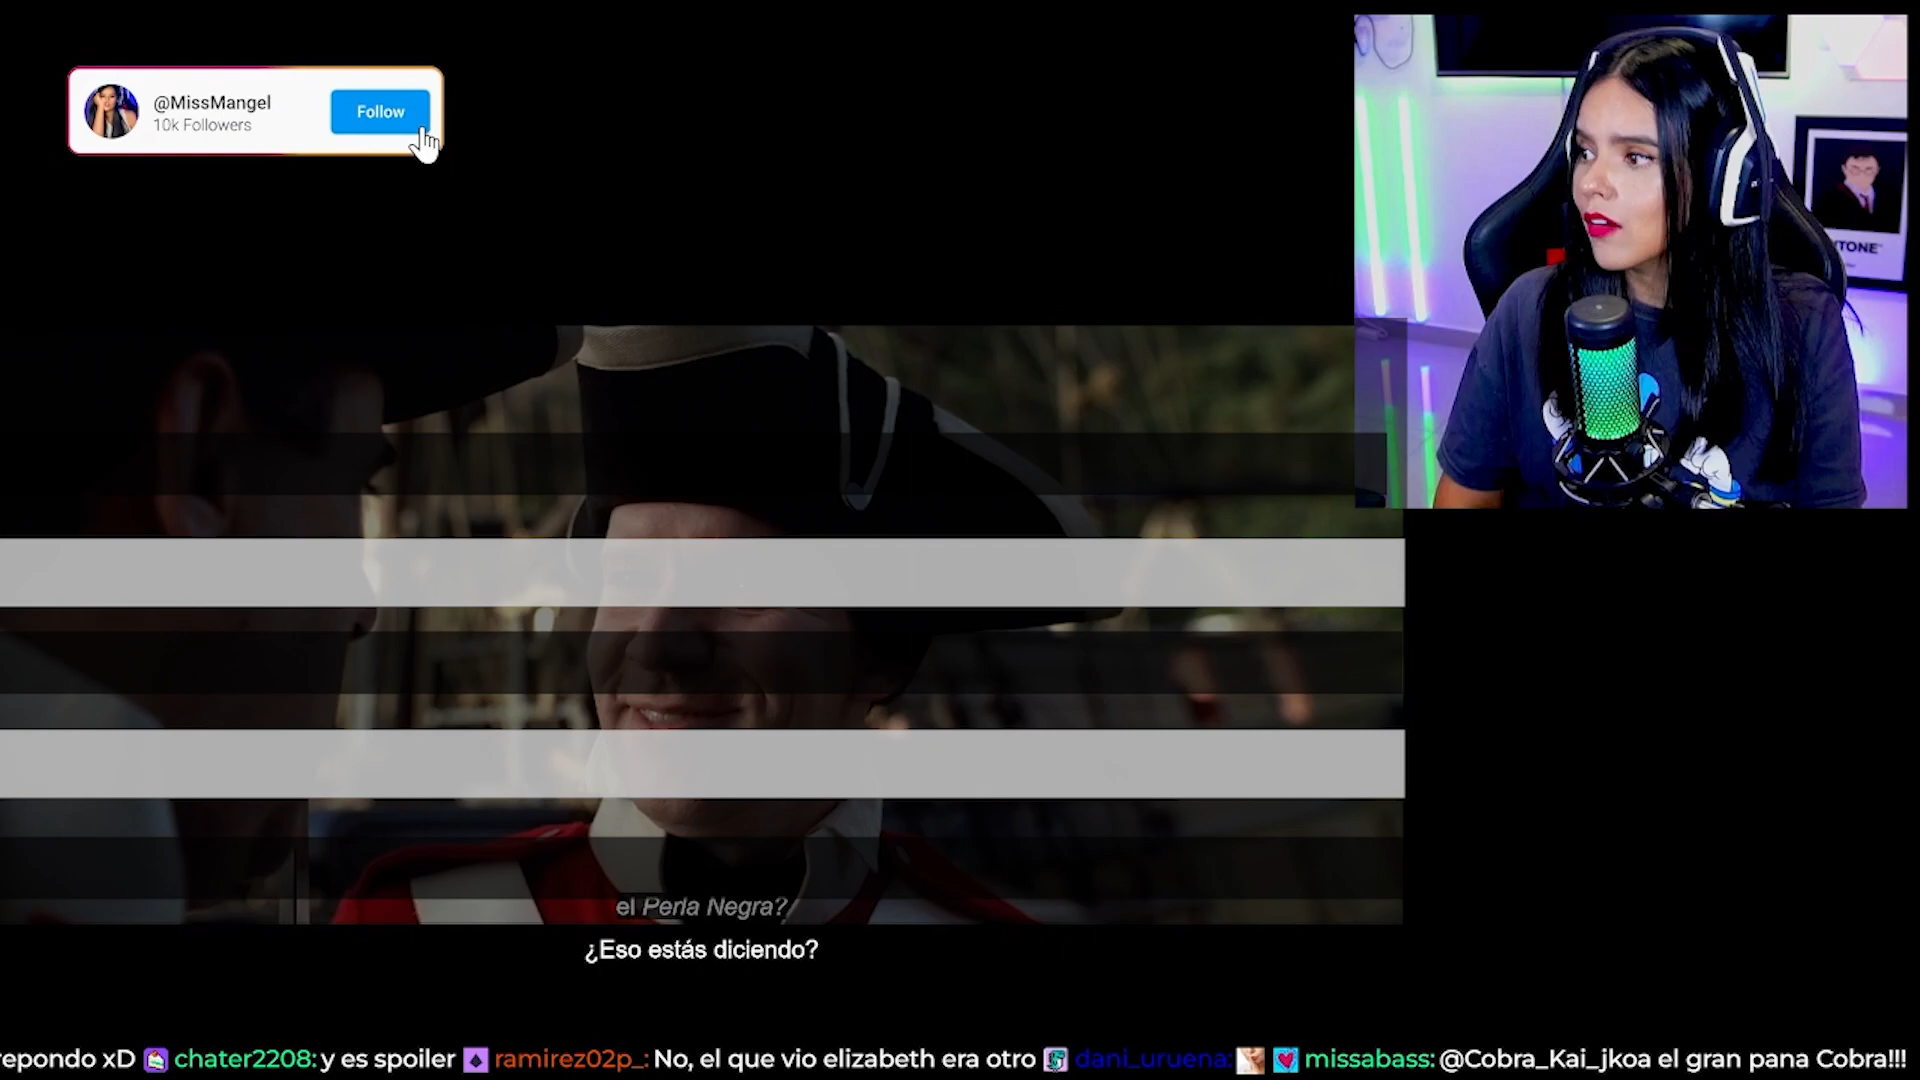 @MissMangel
10k Followers
Follow
TONE
el Perla Negra?
¿Eso estás diciendo?
repondo xD chater2208: y es spoiler ramirez02p_: No, el que vio elizabeth era otro dani_uruena: missabass: @Cobra_Kai_jkoa el gran pana Cobra!!!